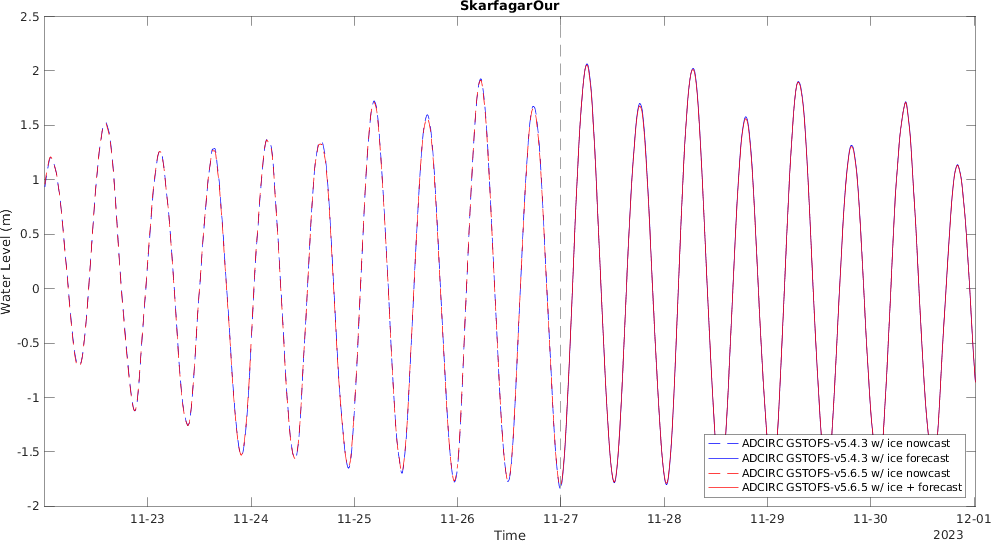 SkarfagarOur
2.5
2
1.5
1
0.5
0
-0.5
-1
-1.5
-2
Water Level (m)
ADCIRC GSTOFS-v5.4.3 w/ ice nowcast
ADCIRC GSTOFS-v5.4.3 w/ ice forecast
ADCIRC GSTOFS-v5.6.5 w/ ice nowcast
ADCIRC GSTOFS-v5.6.5 w/ ice + forecast
11-23 11-24 11-25 11-26 11-27 11-28 11-29 11-30 12-01
Time
2023